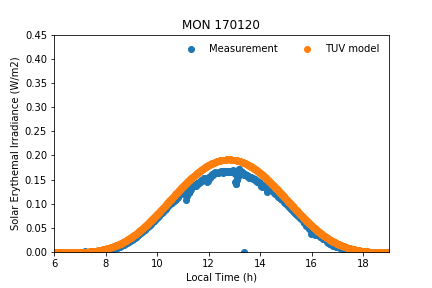 MON 170120
Measurement
TUV model
Solar Erythemal Irradiance (W/m2)
0.45
0.40
0.35
0.30
0.25
0.20
0.15
0.10
0.05
0.00
6 8 10 12 14 16 18
Local Time (h)